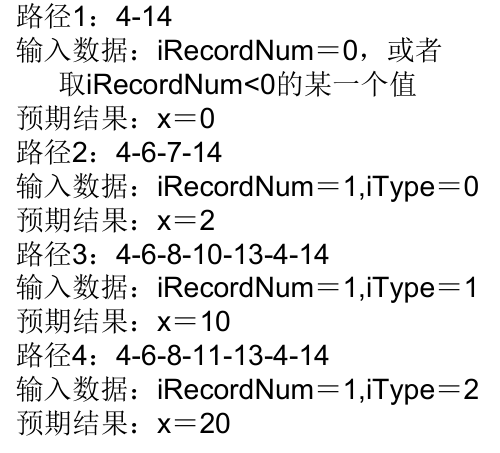 路径1：4-14
输入数据：iRecordNum＝0，或者
取iRecordNum<0的某一个值
预期结果：x＝0
路径2：4-6-7-14
输入数据：iRecordNum＝1,iType＝0
预期结果：x＝2
路径3：4-6-8-10-13-4-14
输入数据：iRecordNum＝1,iType＝1
预期结果：x＝10
路径4：4-6-8-11-13-4-14
输入数据：iRecordNum＝1,iType＝2
预期结果：x＝20